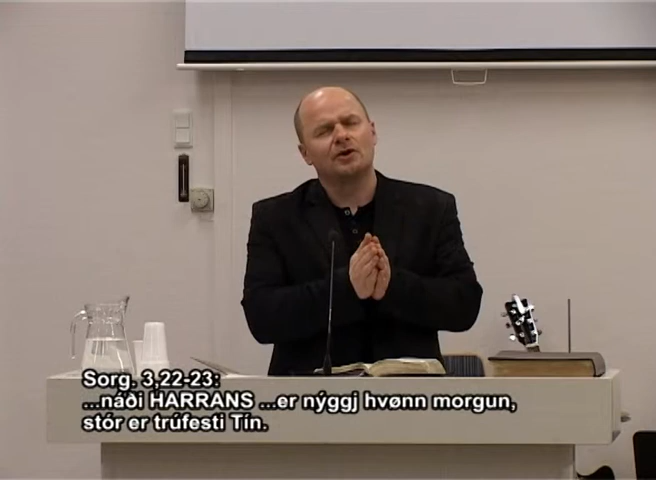 Sorg. 3,22-23:
...náði HARRANS ...er nýggj hvønn morgun,
stór er trúfesti Tín.